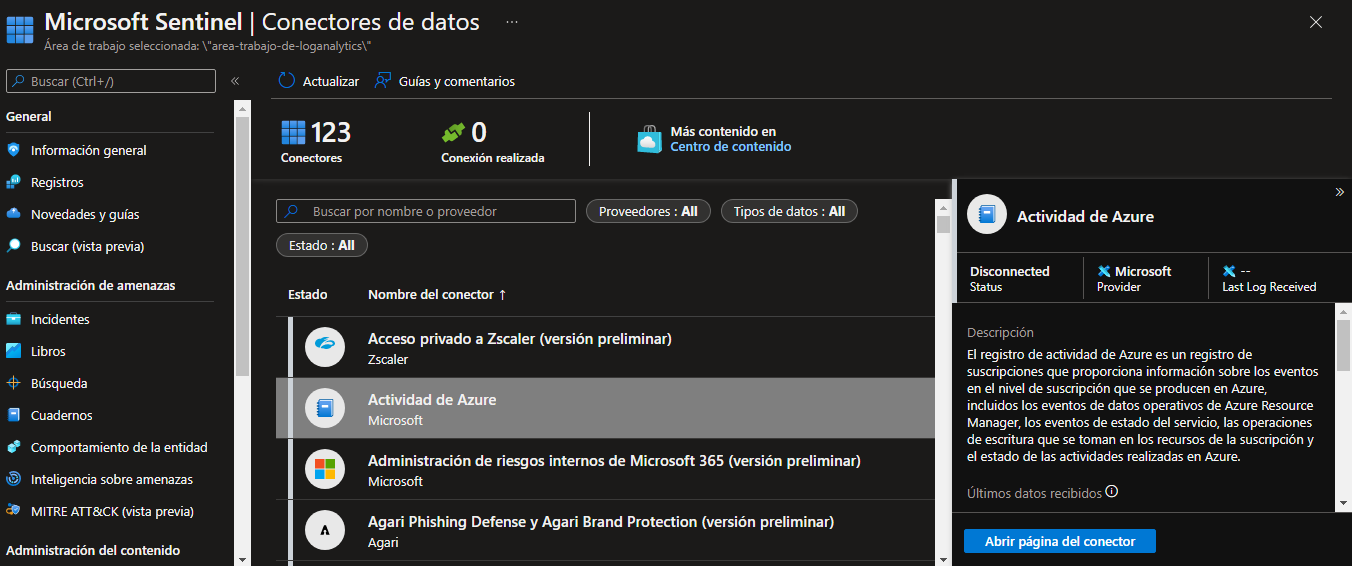 Microsoft Sentinel | Conectores de datos ...
Área de trabajo seleccionada: \"area-trabajo-de-loganalytics\"
Buscar (Ctrl+/)
General
Información general
Registros
Novedades y guías
Buscar (vista previa)
Administración de amenazas
Incidentes
Libros
Búsqueda
Cuadernos
Comportamiento de la entidad
Inteligencia sobre amenazas
MITRE ATT&CK (vista previa)
Administración del contenido
Actualizar
Guías y comentarios
123
Conectores
0
Conexión realizada
Más contenido en
Centro de contenido
Buscar por nombre o proveedor
Proveedores : All
Tipos de datos : All
Estado : All
Estado
Nombre del conector ↑
Acceso privado a Zscaler (versión preliminar)
Zscaler
Actividad de Azure
Microsoft
Administración de riesgos internos de Microsoft 365 (versión preliminar)
Microsoft
Agari Phishing Defense y Agari Brand Protection (versión preliminar)
Agari
Actividad de Azure
Disconnected
Status
Microsoft
Provider
--
Last Log Received
Descripción
El registro de actividad de Azure es un registro de
suscripciones que proporciona información sobre los eventos
en el nivel de suscripción que se producen en Azure,
incluidos los eventos de datos operativos de Azure Resource
Manager, los eventos de estado del servicio, las operaciones
de escritura que se toman en los recursos de la suscripción y
el estado de las actividades realizadas en Azure.
Últimos datos recibidos
Abrir página del conector